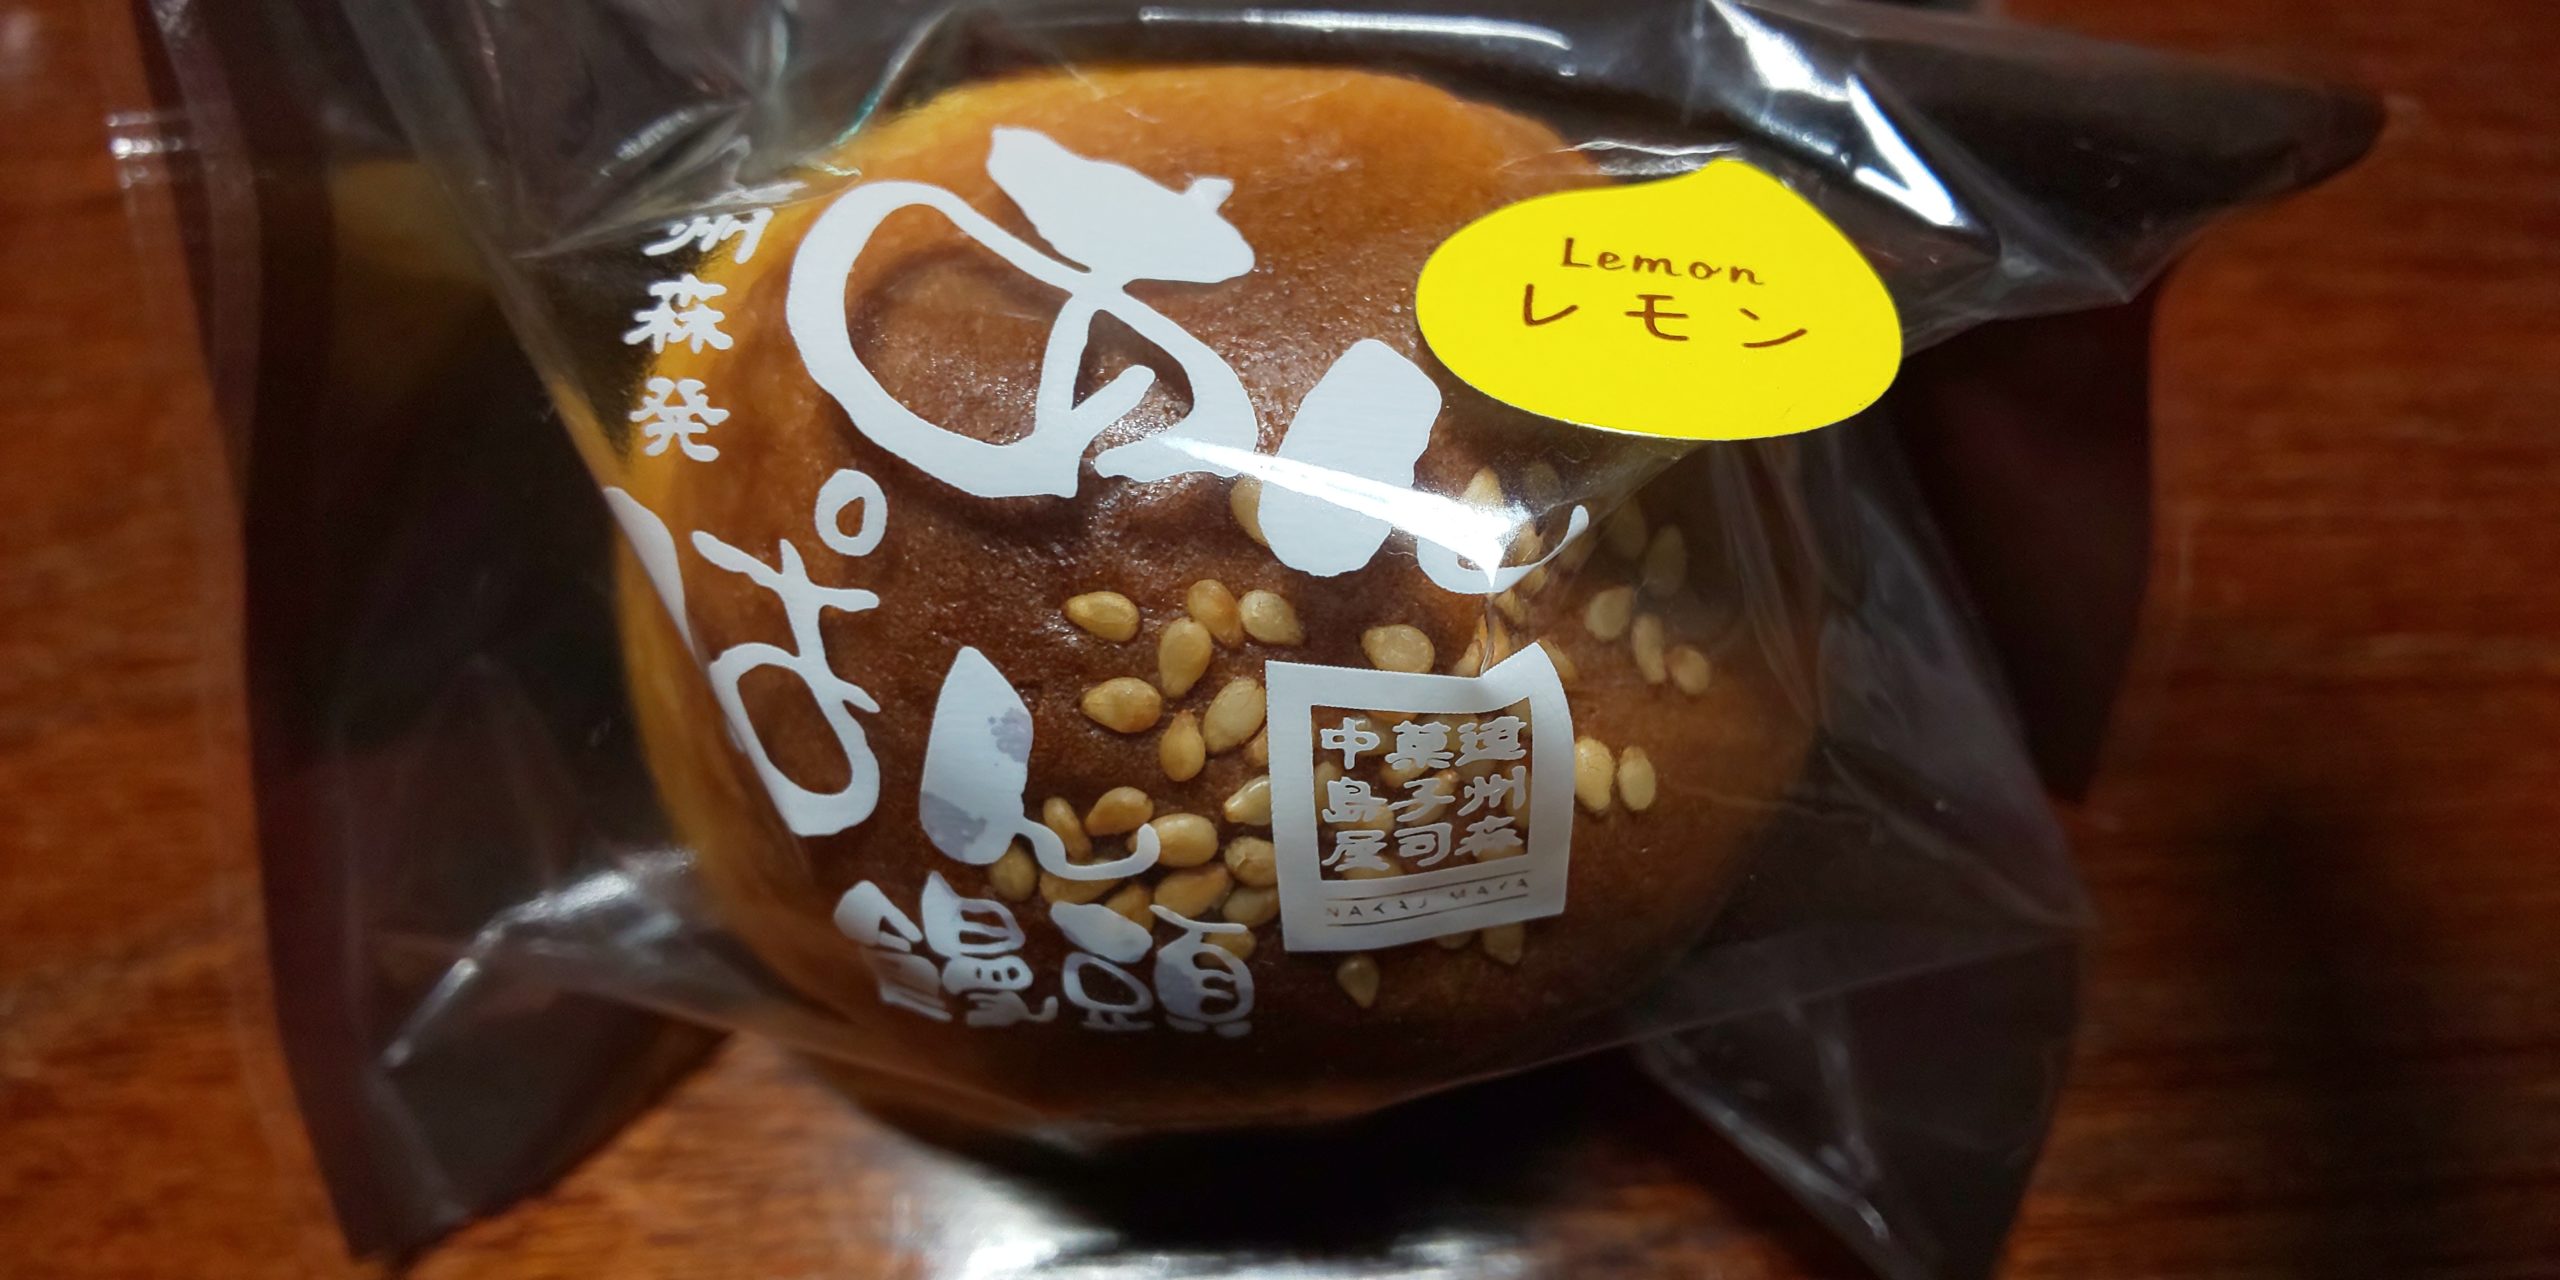 州森発
あん
ぱん
饅頭
Lemon
レモン
遠州森
菓子司
中島屋
NAKAJIMAYA